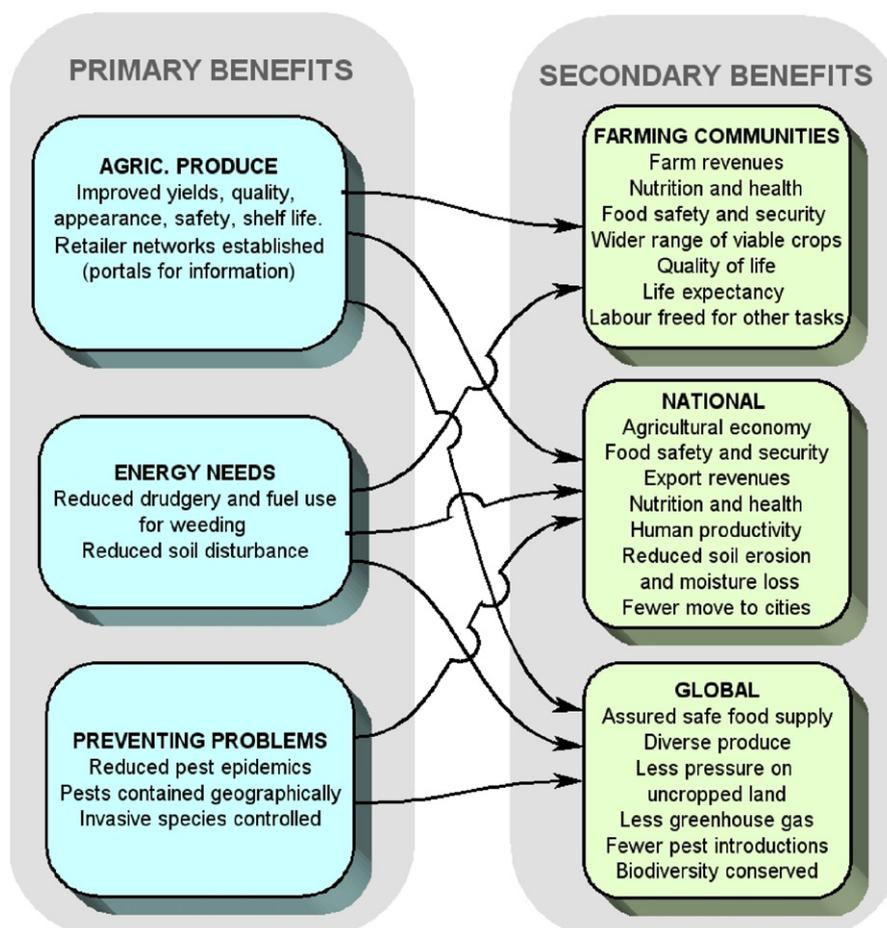 PRIMARY BENEFITS
AGRIC. PRODUCE
Improved yields, quality,
appearance, safety, shelf life.
Retailer networks established
(portals for information)
ENERGY NEEDS
Reduced drudgery and fuel use
for weeding
Reduced soil disturbance
PREVENTING PROBLEMS
Reduced pest epidemics
Pests contained geographically
Invasive species controlled
SECONDARY BENEFITS
FARMING COMMUNITIES
Farm revenues
Nutrition and health
Food safety and security
Wider range of viable crops
Quality of life
Life expectancy
Labour freed for other tasks
NATIONAL
Agricultural economy
Food safety and security
Export revenues
Nutrition and health
Human productivity
Reduced soil erosion
and moisture loss
Fewer move to cities
GLOBAL
Assured safe food supply
Diverse produce
Less pressure on
uncropped land
Less greenhouse gas
Fewer pest introductions
Biodiversity conserved